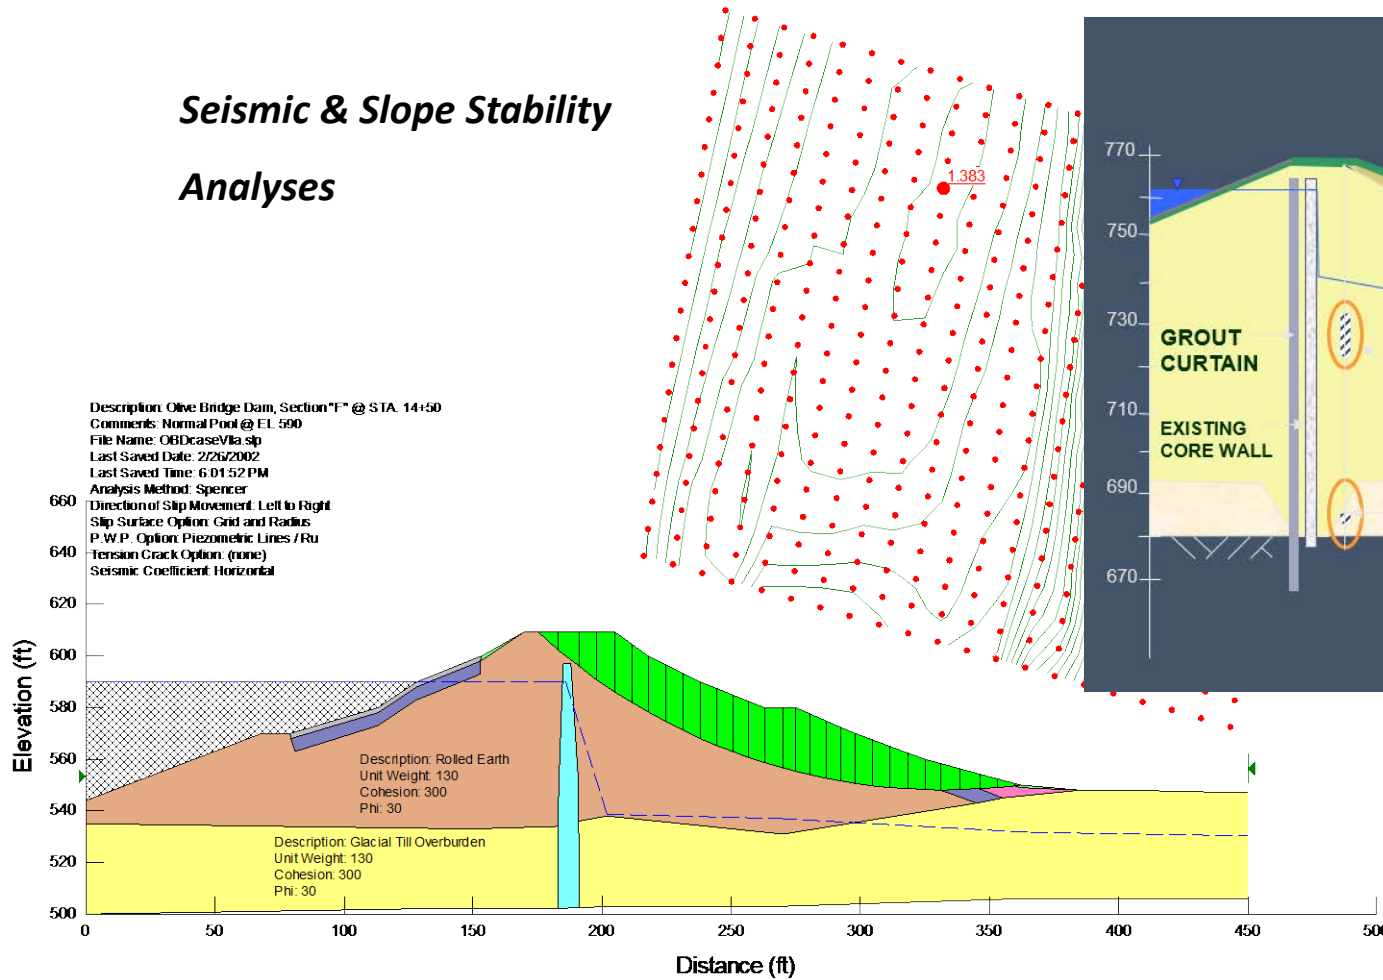 Seismic & Slope Stability
Analyses
1.383
770
750
730
710
690
670
GROUT
CURTAIN
EXISTING
CORE WALL
Description: Olive Bridge Dam, Section "F" @ STA. 14+50
Comments: Normal Pool @ EL 590
File Name: OBDcaseVIIa.slp
Last Saved Date: 2/26/2002
Last Saved Time: 6:01:52 PM
Analysis Method: Spencer
Direction of Slip Movement: Left to Right
Slip Surface Option: Grid and Radius
P.W.P. Option: Piezometric Lines / Ru
Tension Crack Option: (none)
Seismic Coefficient: Horizontal
660
640
620
600
580
560
540
520
500
Elevation (ft)
Description: Rolled Earth
Unit Weight: 130
Cohesion: 300
Phi: 30
Description: Glacial Till Overburden
Unit Weight: 130
Cohesion: 300
Phi: 30
0 50 100 150 200 250 300 350 400 450 500
Distance (ft)